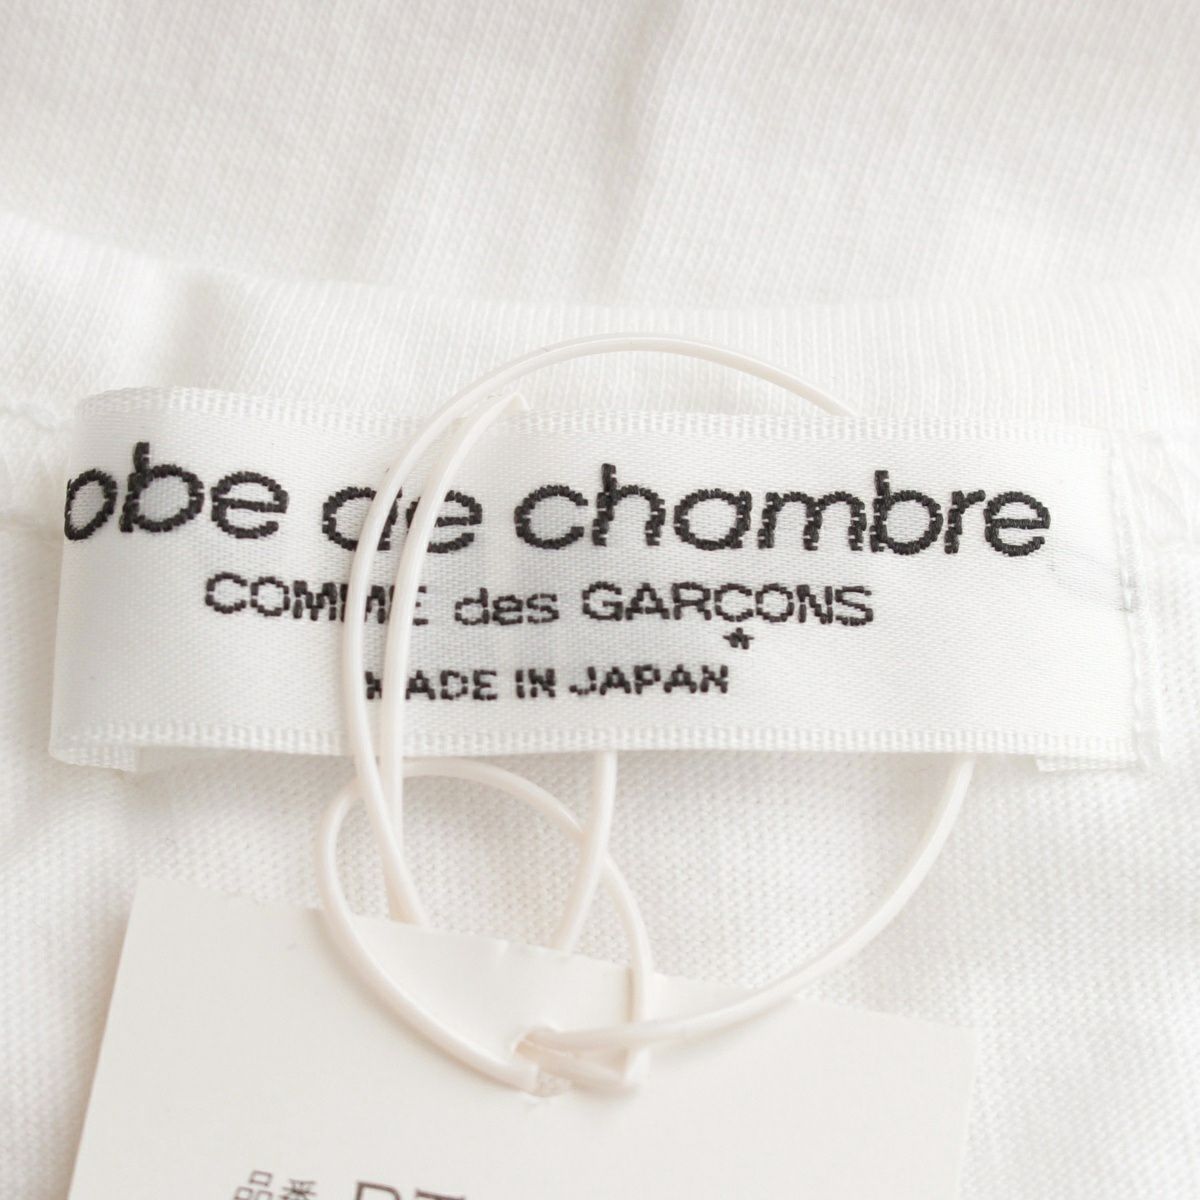 obe de chambre
COMME des GARÇONS
*
MADE IN JAPAN
品番